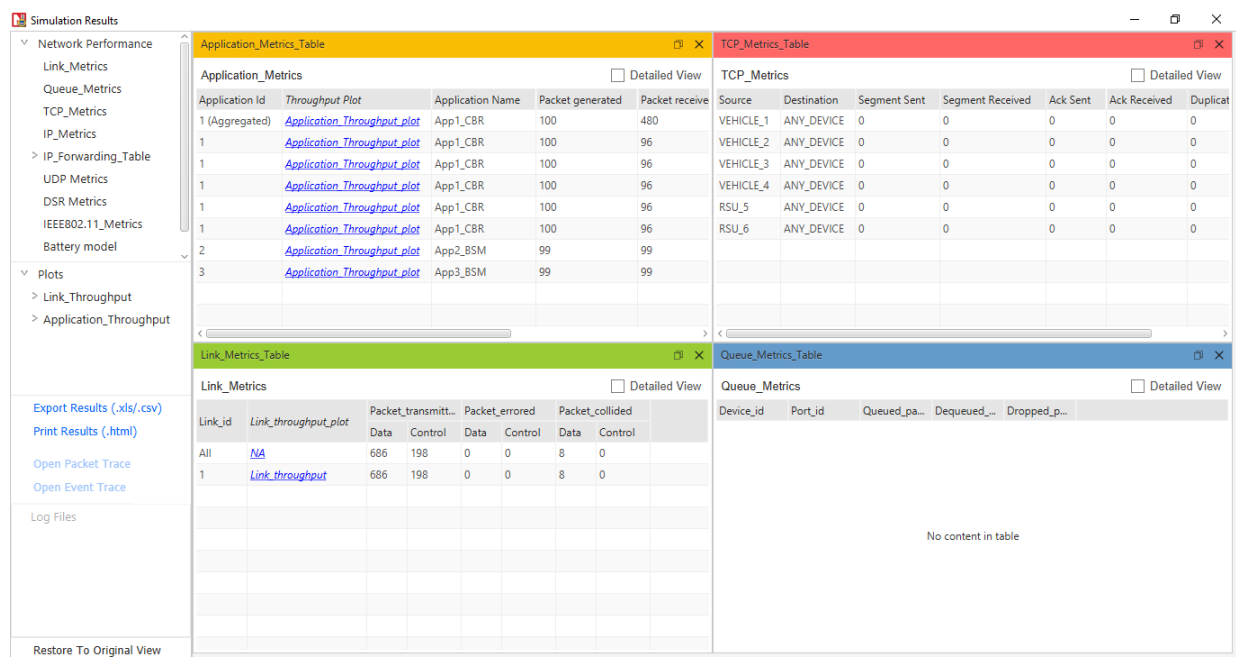 Simulation Results
Network Performance
Link_Metrics
Queue_Metrics
TCP_Metrics
IP_Metrics
> IP_Forwarding_Table
UDP Metrics
DSR Metrics
IEEE802.11_Metrics
Battery model
Plots
> Link_Throughput
> Application_Throughput
Export Results (.xls/.csv)
Print Results (.html)
Open Packet Trace
Open Event Trace
Log Files
Restore To Original View
Application_Metrics_Table
Application_Metrics Detailed View
Application Id Throughput Plot Application Name Packet generated Packet receive
1 (Aggregated) Application_Throughput_plot App1_CBR 100 480
1 Application_Throughput_plot App1_CBR 100 96
1 Application_Throughput_plot App1_CBR 100 96
1 Application_Throughput_plot App1_CBR 100 96
1 Application_Throughput_plot App1_CBR 100 96
1 Application_Throughput_plot App1_CBR 100 96
2 Application_Throughput_plot App2_BSM 99 99
3 Application_Throughput_plot App3_BSM 99 99
TCP_Metrics_Table
TCP_Metrics Detailed View
Source Destination Segment Sent Segment Received Ack Sent Ack Received Duplicat
VEHICLE_1 ANY_DEVICE 0 0 0 0 0
VEHICLE_2 ANY_DEVICE 0 0 0 0 0
VEHICLE_3 ANY_DEVICE 0 0 0 0 0
VEHICLE_4 ANY_DEVICE 0 0 0 0 0
RSU_5 ANY_DEVICE 0 0 0 0 0
RSU_6 ANY_DEVICE 0 0 0 0 0
Link_Metrics_Table
Link_Metrics Detailed View
Link_id Link_throughput_plot Packet_transmitt... Packet_errored Packet_collided
Data Control Data Control Data Control
All NA 686 198 0 0 8 0
1 Link_throughput 686 198 0 0 8 0
Queue_Metrics_Table
Queue_Metrics Detailed View
Device_id Port_id Queued_pa... Dequeued_... Dropped_p...
No content in table